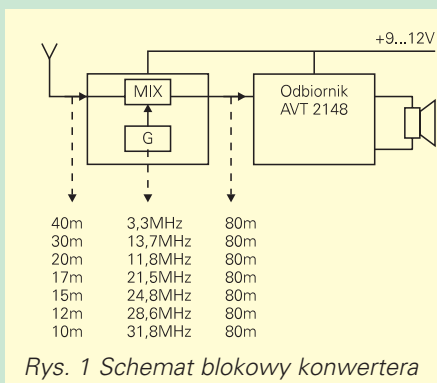 +9...12V
MIX
G
Odbiornik
AVT 2148
40m 3,3MHz 80m
30m 13,7MHz 80m
20m 11,8MHz 80m
17m 21,5MHz 80m
15m 24,8MHz 80m
12m 28,6MHz 80m
10m 31,8MHz 80m
Rys. 1 Schemat blokowy konwertera